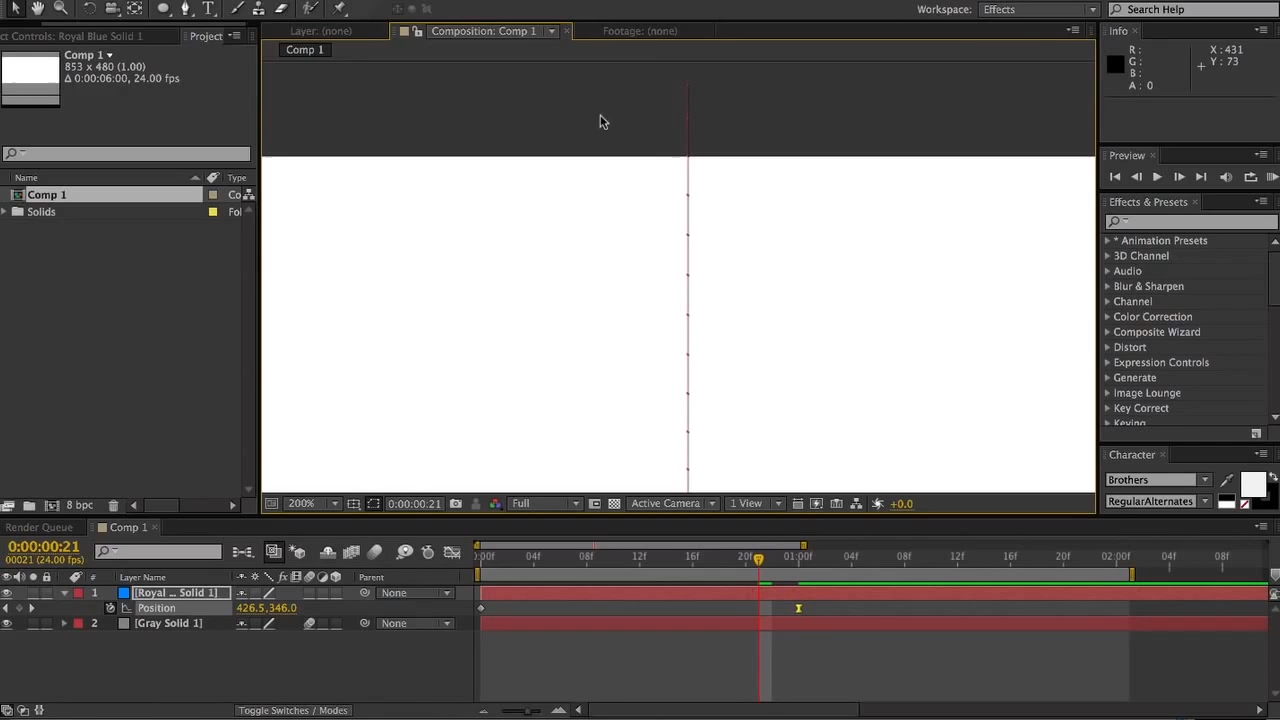 Workspace: Effects Search Help
ct Controls: Royal Blue Solid 1 Project
Layer: (none) Composition: Comp 1 Footage: (none)
Comp 1
Comp 1
853 x 480 (1.00)
Δ 0:00:06:00, 24.00 fps
Name Type
Comp 1 Co
Solids Fol
8 bpc
200% 0:00:00:21 Full Active Camera 1 View +0.0
Info
R :
G :
B :
A : 0
X : 431
Y : 73
Preview
Effects & Presets
* Animation Presets
3D Channel
Audio
Blur & Sharpen
Channel
Color Correction
Composite Wizard
Distort
Expression Controls
Generate
Image Lounge
Key Correct
Keying
Character
Brothers
RegularAlternates
Render Queue Comp 1
0:00:00:21
00021 (24.00 fps)
# Layer Name Parent
:00f 04f 08f 12f 16f 20f 01:00f 04f 08f 12f 16f 20f 02:00f 04f 08f
1 [Royal ... Solid 1] None
Position 426.5,346.0
2 [Gray Solid 1] None
Toggle Switches / Modes